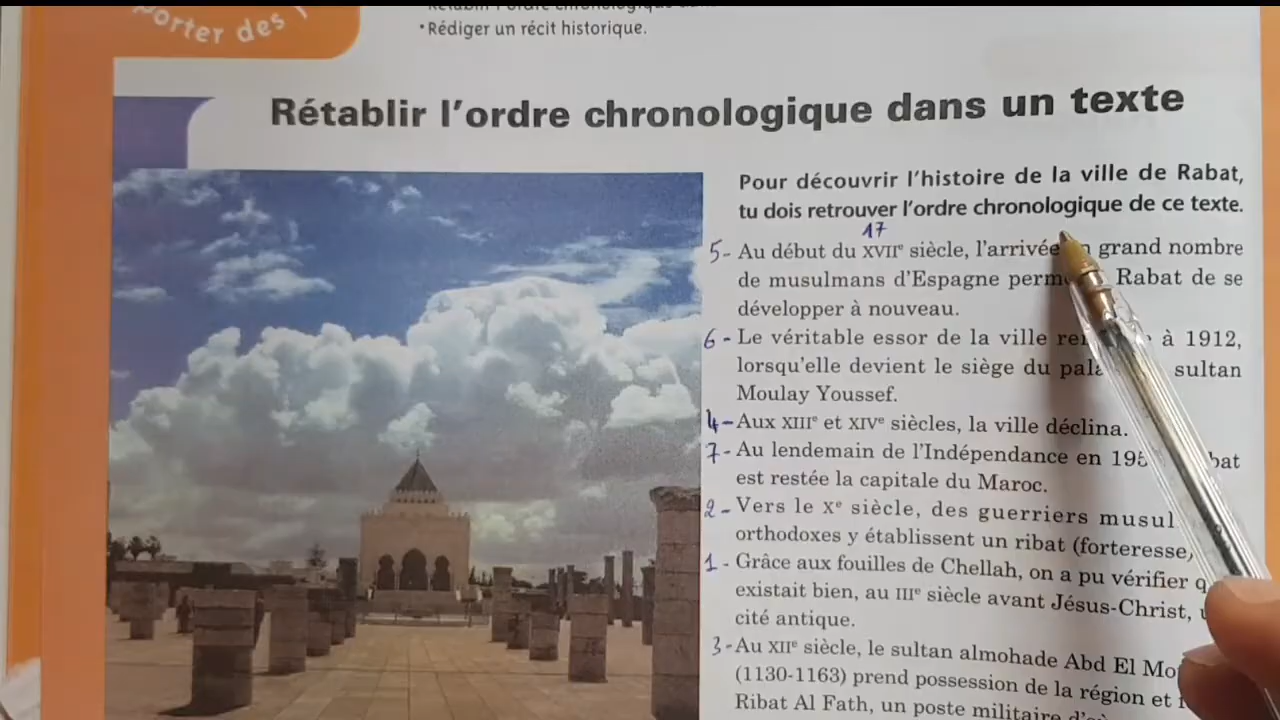 porter des
Rétablir l'ordre chronologique
• Rédiger un récit historique.
Rétablir l'ordre chronologique dans un texte
Pour découvrir l'histoire de la ville de Rabat,
tu dois retrouver l'ordre chronologique de ce texte.
17
5- Au début du XVIIe siècle, l'arrivée grand nombre
de musulmans d'Espagne Rabat de se
développer à nouveau.
6- Le véritable essor de la ville à 1912,
lorsqu'elle devient le siège du sultan
Moulay Youssef.
4- Aux XIIIe et XIVe siècles, la ville déclina.
7- Au lendemain de l'Indépendance en
est restée la capitale du Maroc.
2- Vers le Xe siècle, des guerriers
orthodoxes y établissent un ribat (forteresse)
1- Grâce aux fouilles de Chellah, on a pu vérifier
existait bien, au IIIe siècle avant Jésus-Christ,
cité antique.
3- Au XIIe siècle, le sultan almohade Abd El
(1130-1163) prend possession de la région et
Ribat Al Fath, un poste militaire